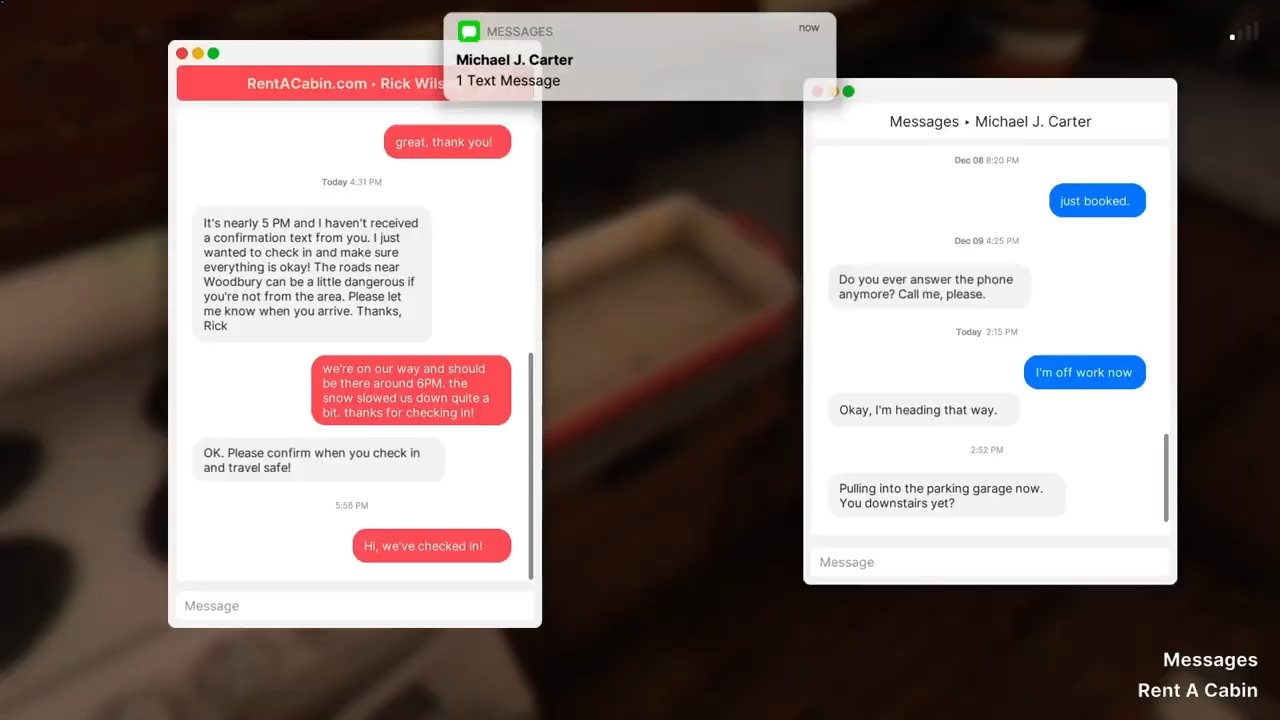 MESSAGES
now
Michael J. Carter
1 Text Message
RentACabin.com ‣ Rick Wils
great, thank you!
Today 4:31 PM
It's nearly 5 PM and I haven't received
a confirmation text from you. I just
wanted to check in and make sure
everything is okay! The roads near
Woodbury can be a little dangerous if
you're not from the area. Please let
me know when you arrive. Thanks,
Rick
we're on our way and should
be there around 6PM. the
snow slowed us down quite a
bit. thanks for checking in!
OK. Please confirm when you check in
and travel safe!
5:56 PM
Hi, we've checked in!
Message
Messages ‣ Michael J. Carter
Dec 08 8:20 PM
just booked.
Dec 09 4:25 PM
Do you ever answer the phone
anymore? Call me, please.
Today 2:15 PM
I'm off work now
Okay, I'm heading that way.
2:52 PM
Pulling into the parking garage now.
You downstairs yet?
Message
Messages
Rent A Cabin